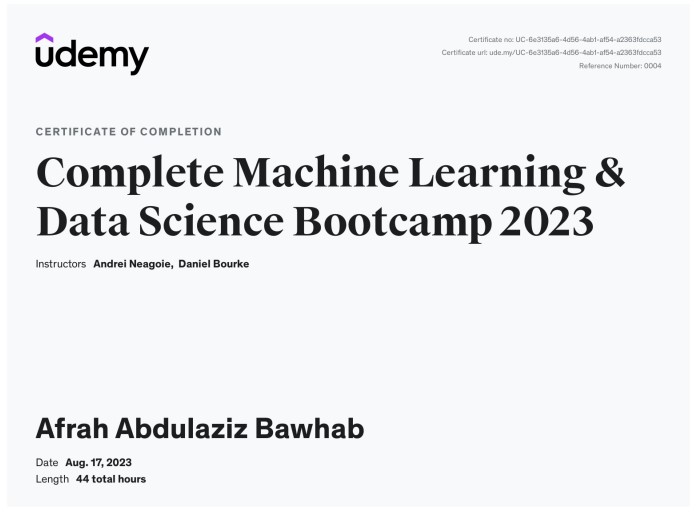 udemy
Certificate no: UC-6e3135a6-4d56-4ab1-af54-a2363fdcca53
Certificate url: ude.my/UC-6e3135a6-4d56-4ab1-af54-a2363fdcca53
Reference Number: 0004
CERTIFICATE OF COMPLETION
Complete Machine Learning &
Data Science Bootcamp 2023
Instructors Andrei Neagoie, Daniel Bourke
Afrah Abdulaziz Bawhab
Date Aug. 17, 2023
Length 44 total hours